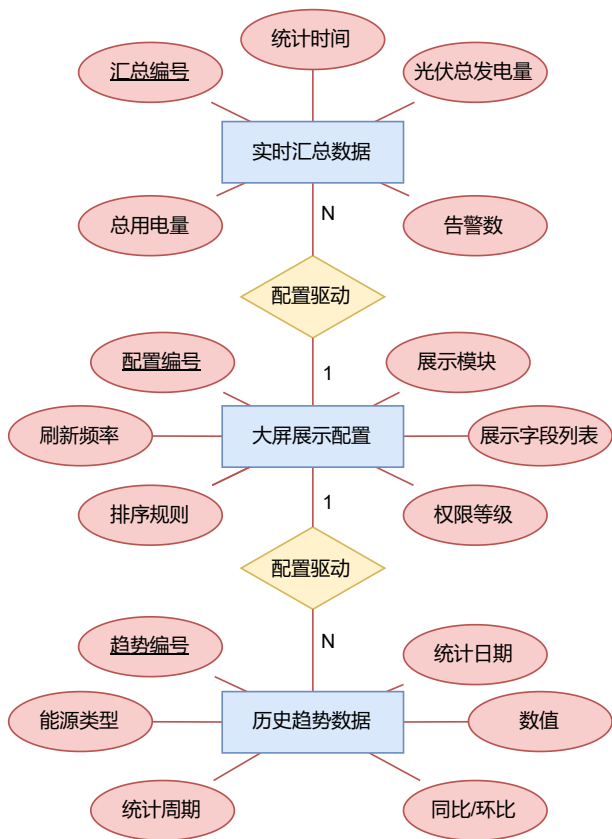 统计时间
汇总编号
光伏总发电量
实时汇总数据
总用电量
N
告警数
配置驱动
配置编号
展示模块
1
刷新频率
大屏展示配置
展示字段列表
排序规则
1
权限等级
配置驱动
趋势编号
N
统计日期
能源类型
历史趋势数据
数值
统计周期
同比/环比